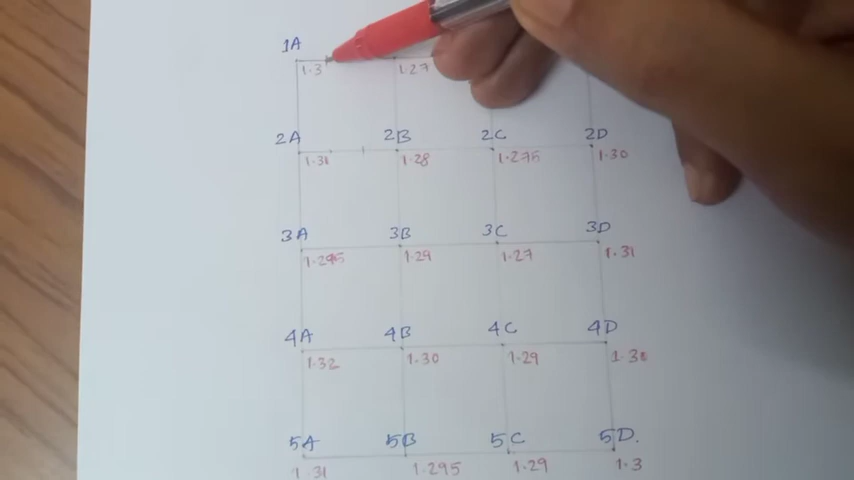 1A
1.3 1.27
2A 2B 2C 2D
1.31 1.28 1.275 1.30
3A 3B 3C 3D
1.295 1.29 1.27 1.31
4A 4B 4C 4D
1.32 1.30 1.29 1.30
5A 5B 5C 5D.
1.31 1.295 1.29 1.3